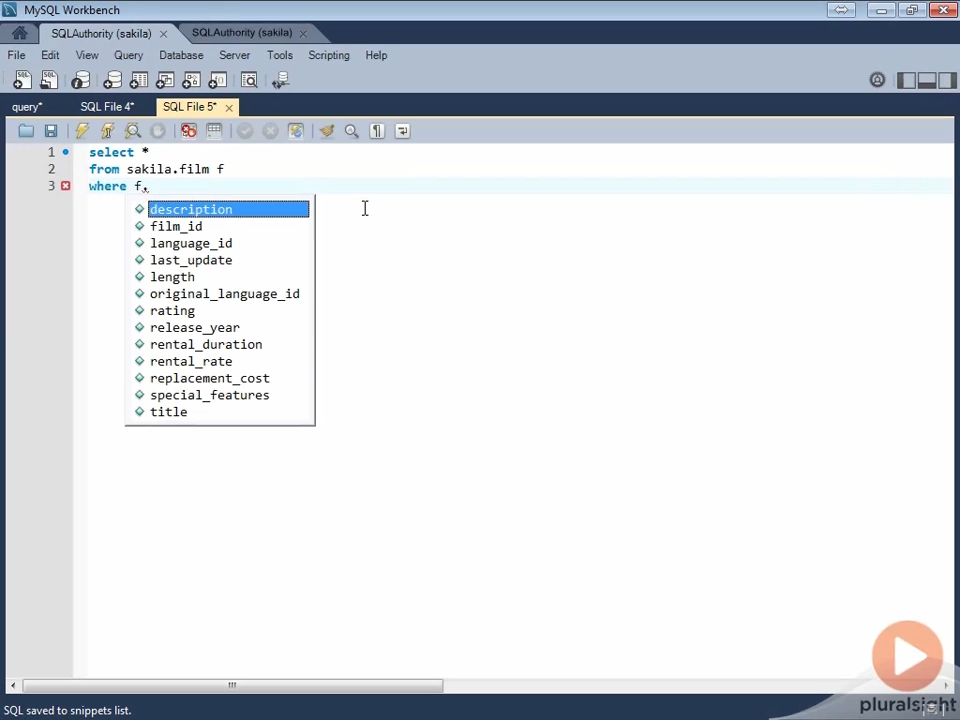 MySQL Workbench
SQLAuthority (sakila) SQLAuthority (sakila)
File Edit View Query Database Server Tools Scripting Help
query* SQL File 4* SQL File 5*
1 select *
2 from sakila.film f
3 where f.
description
film_id
language_id
last_update
length
original_language_id
rating
release_year
rental_duration
rental_rate
replacement_cost
special_features
title
pluralsight
SQL saved to snippets list.